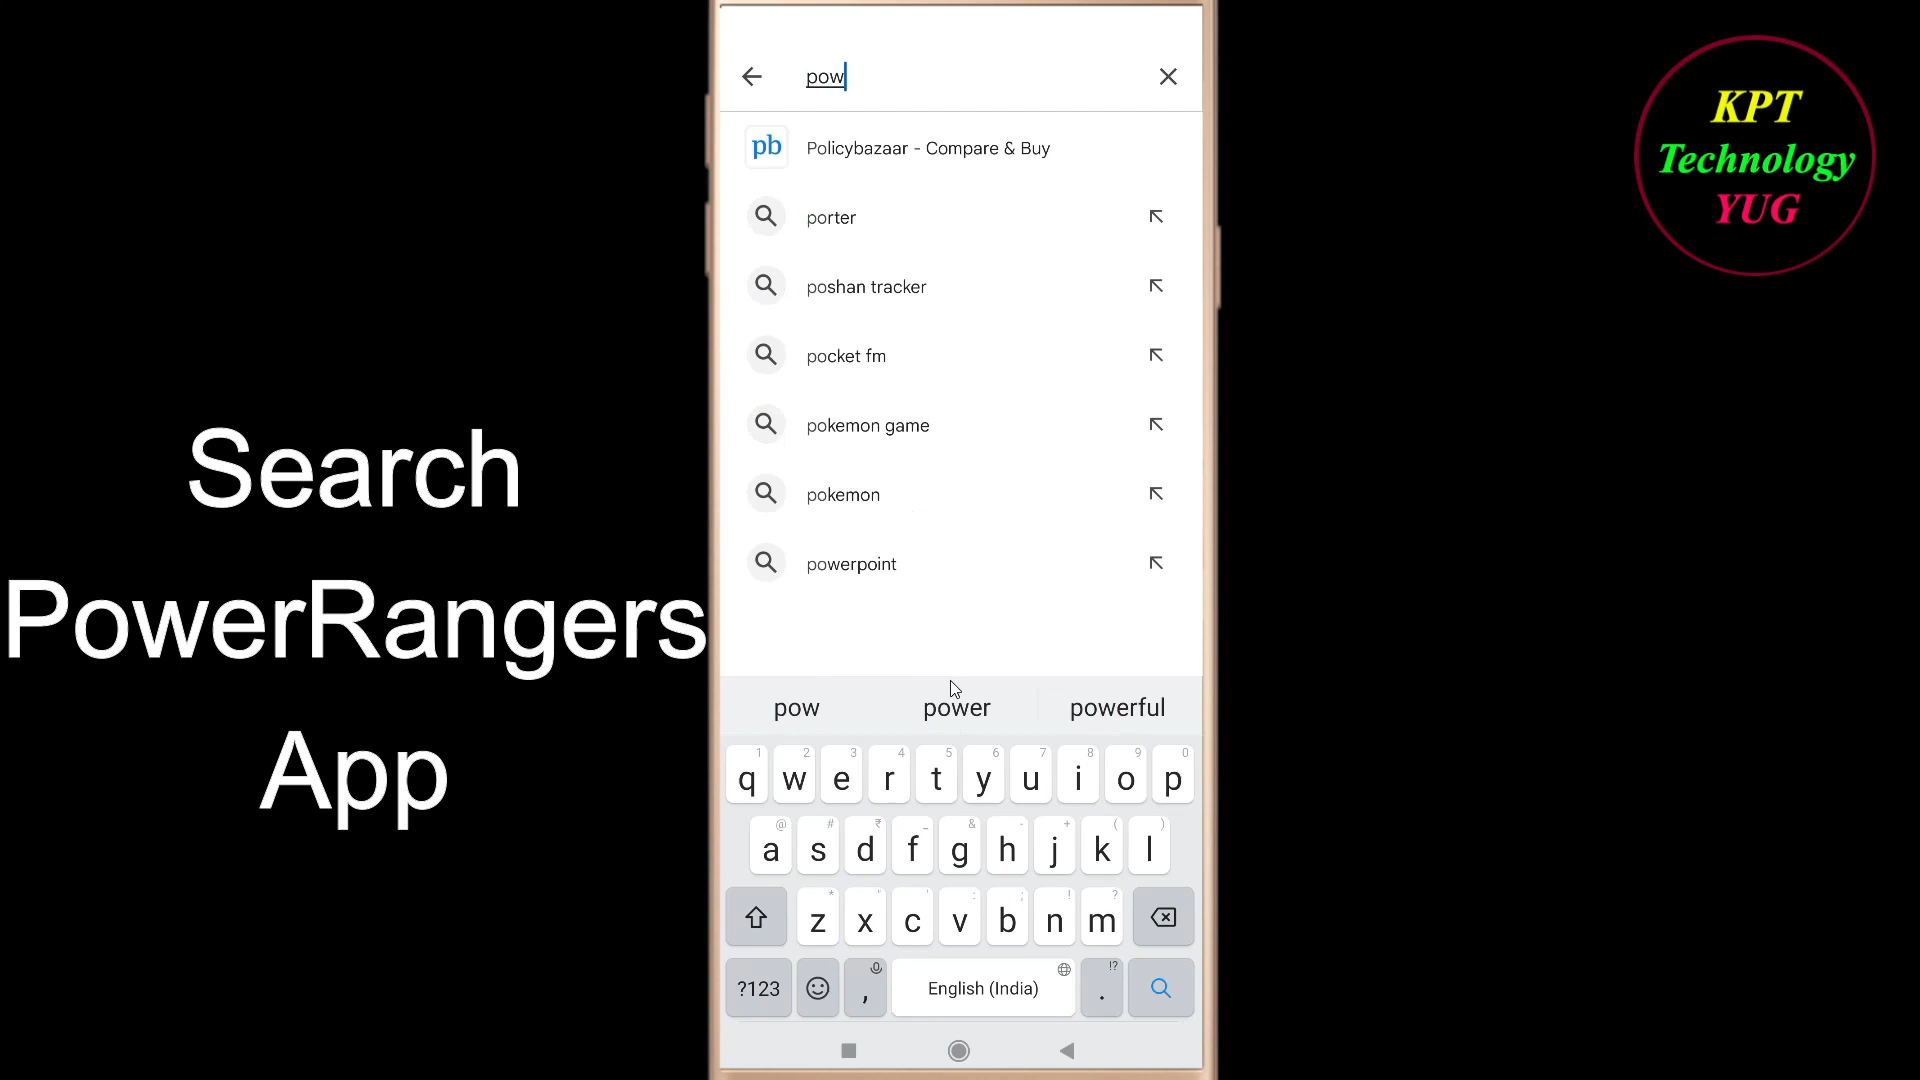 Search
PowerRangers
App
pow
pb
Policybazaar - Compare & Buy
porter
poshan tracker
pocket fm
pokemon game
pokemon
powerpoint
pow power powerful
1 2 3 4 5 6 7 8 9 0
q w e r t y u i o p
@ # ₹ _ & - + ( )
a s d f g h j k l
* " ' : ; ! ?
z x c v b n m
!?
?123 , English (India) .
KPT
Technology
YUG